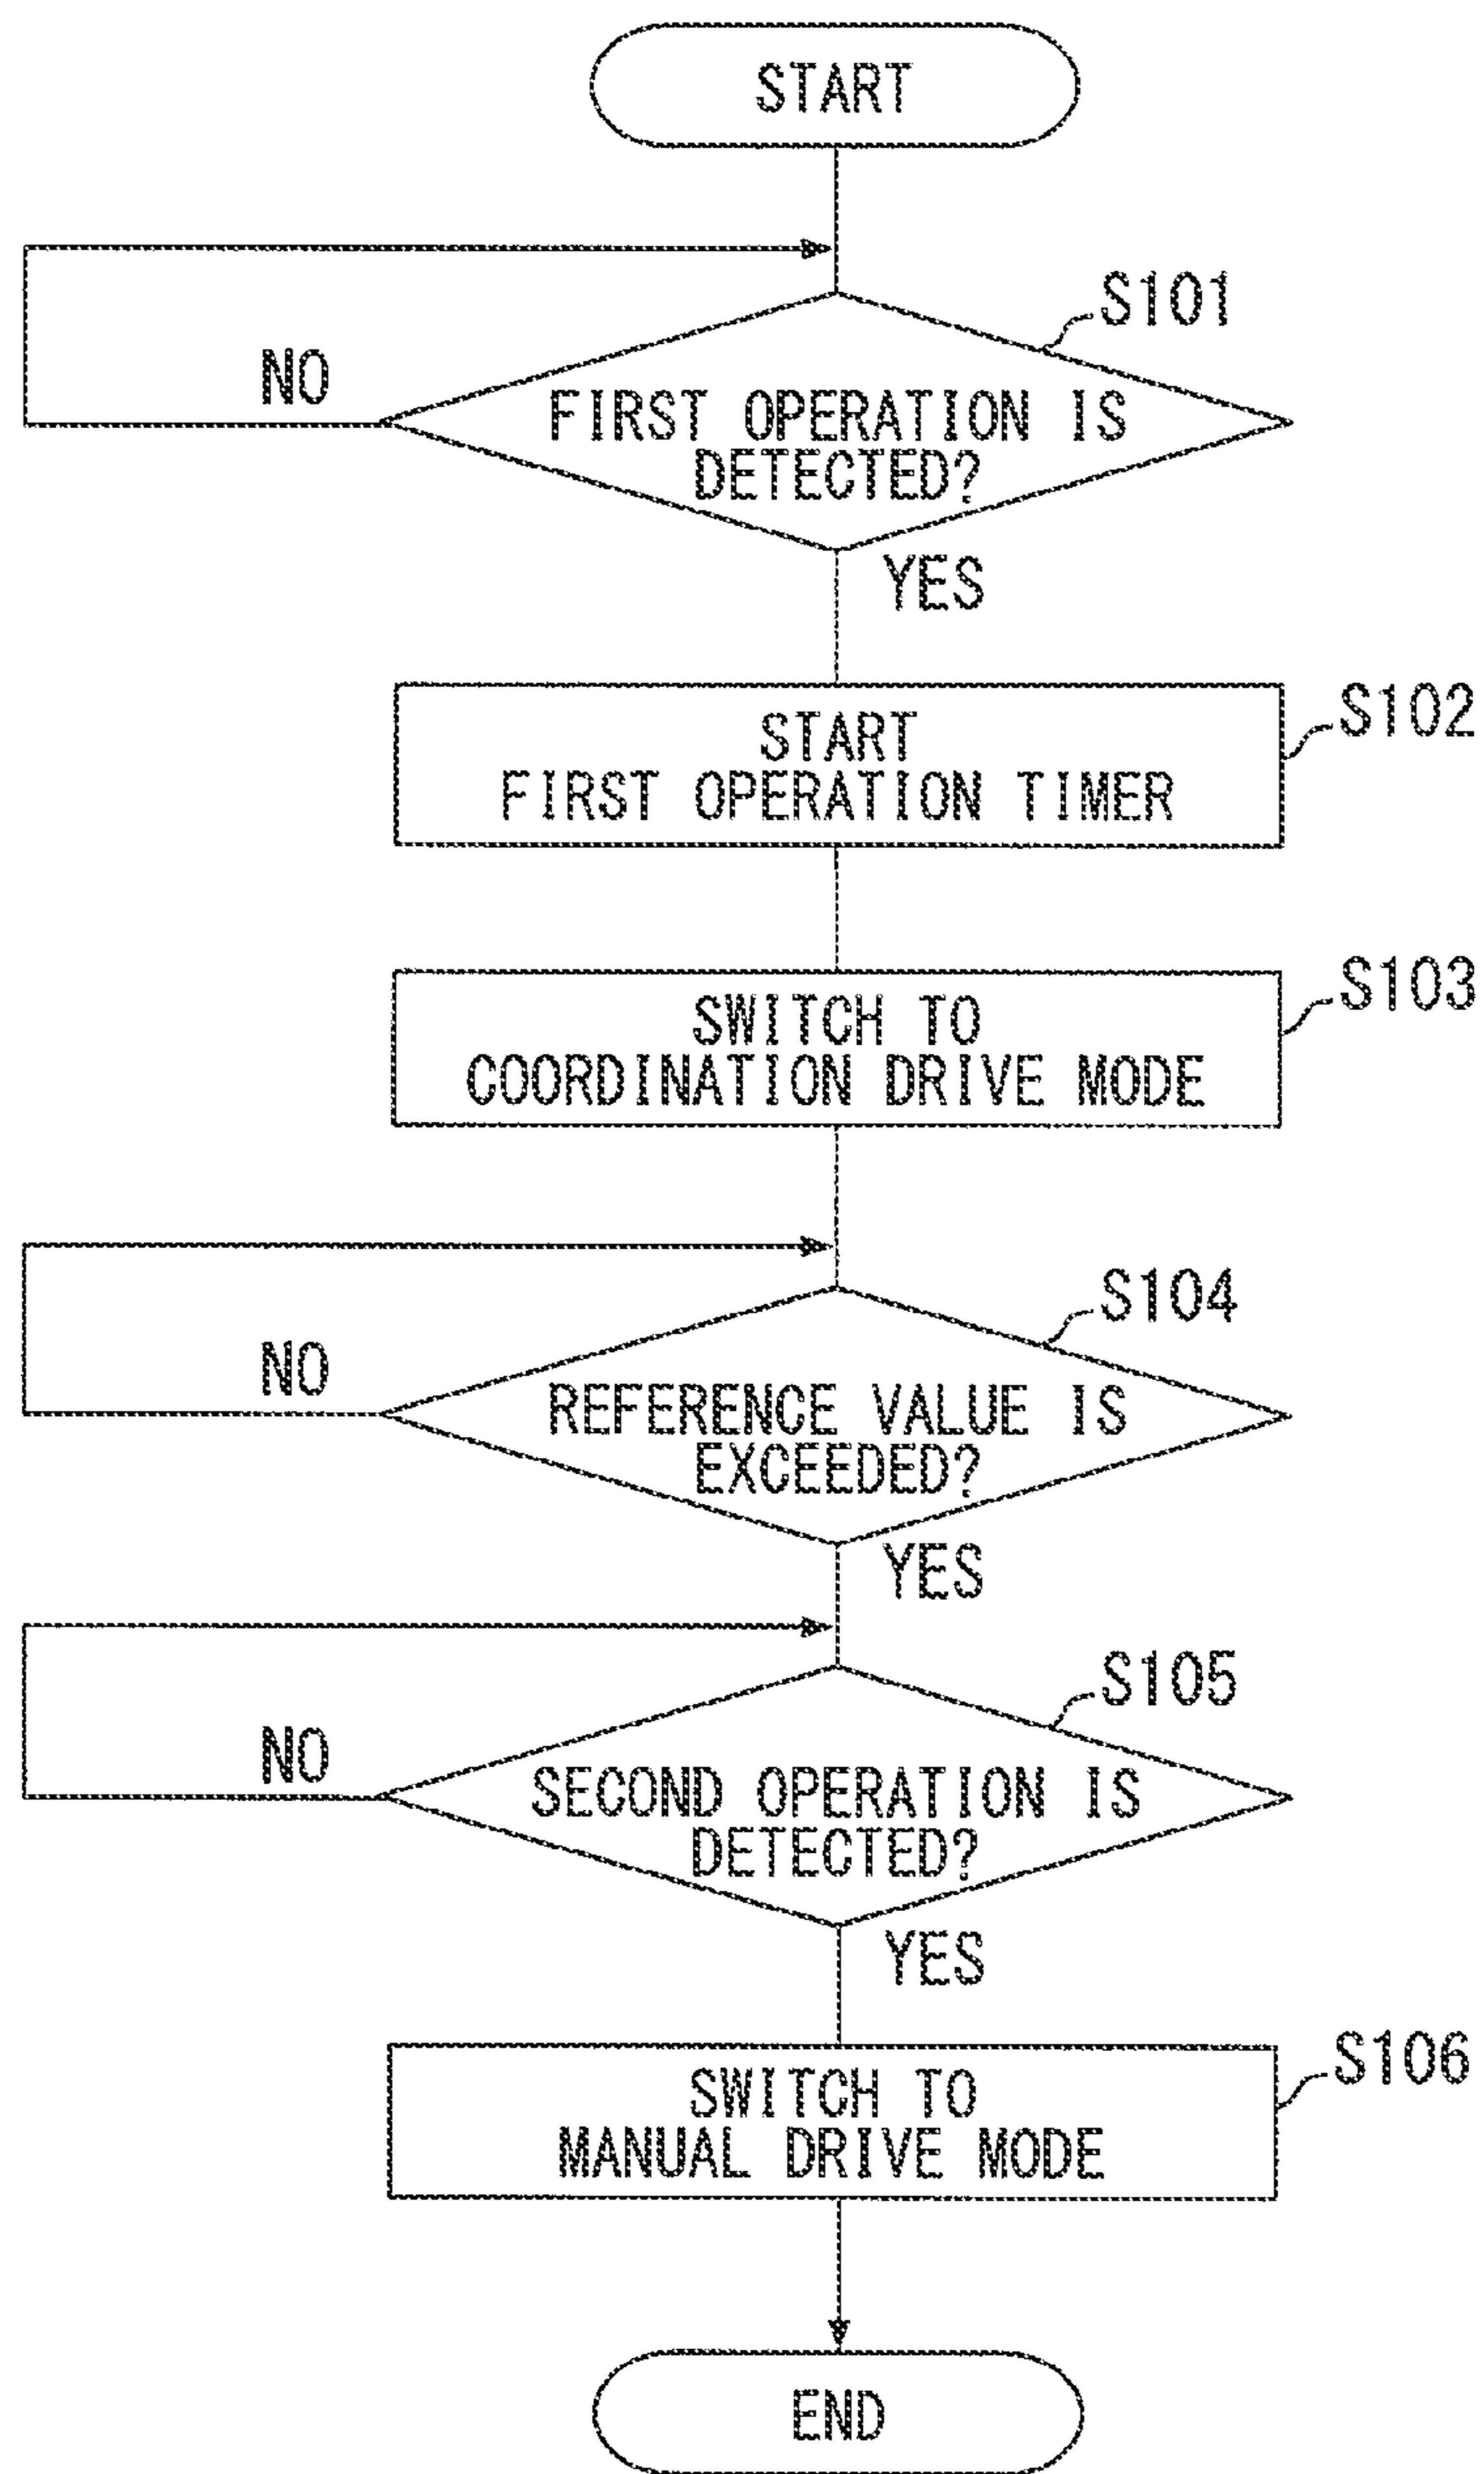 START
S101
NO
FIRST OPERATION IS
DETECTED?
YES
S102
START
FIRST OPERATION TIMER
S103
SWITCH TO
COORDINATION DRIVE MODE
S104
NO
REFERENCE VALUE IS
EXCEEDED?
YES
S105
NO
SECOND OPERATION IS
DETECTED?
YES
S106
SWITCH TO
MANUAL DRIVE MODE
END